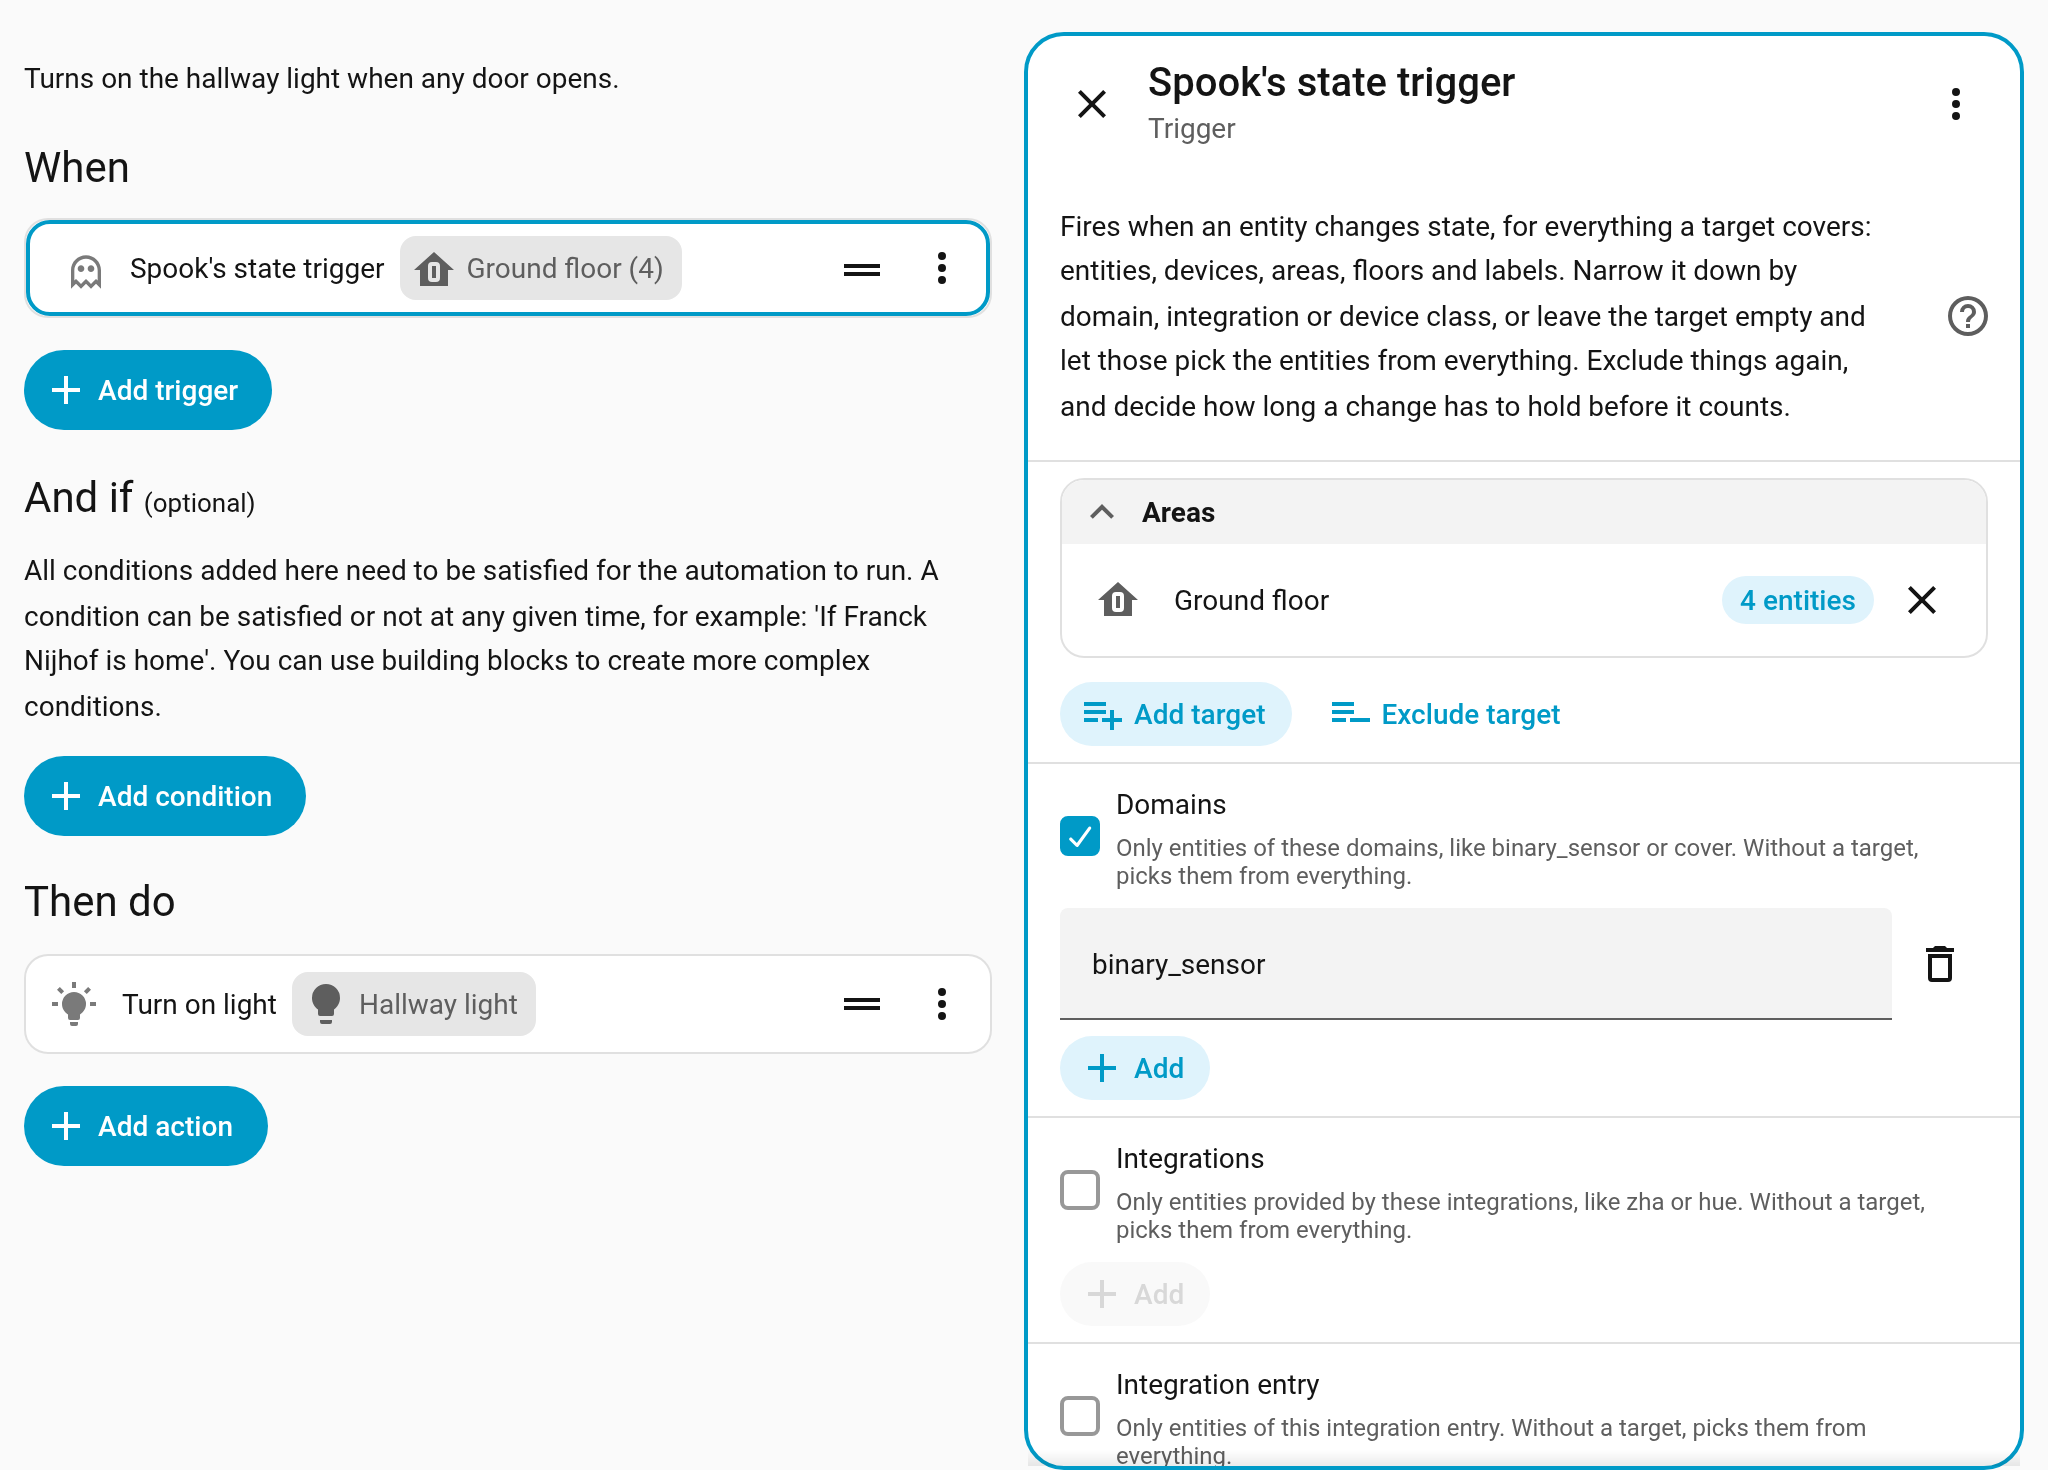 Turns on the hallway light when any door opens.
When
Spook's state trigger Ground floor (4)
Add trigger
And if (optional)
All conditions added here need to be satisfied for the automation to run. A
condition can be satisfied or not at any given time, for example: 'If Franck
Nijhof is home'. You can use building blocks to create more complex
conditions.
Add condition
Then do
Turn on light Hallway light
Add action
Spook's state trigger
Trigger
Fires when an entity changes state, for everything a target covers:
entities, devices, areas, floors and labels. Narrow it down by
domain, integration or device class, or leave the target empty and
let those pick the entities from everything. Exclude things again,
and decide how long a change has to hold before it counts.
Areas
Ground floor 4 entities
Add target Exclude target
Domains
Only entities of these domains, like binary_sensor or cover. Without a target,
picks them from everything.
binary_sensor
Add
Integrations
Only entities provided by these integrations, like zha or hue. Without a target,
picks them from everything.
Add
Integration entry
Only entities of this integration entry. Without a target, picks them from
everything.